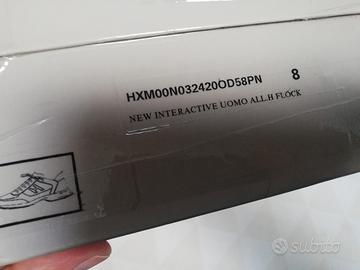 HXM00N032420OD58PN 8
NEW INTERACTIVE UOMO ALL.H FLOCK
subito